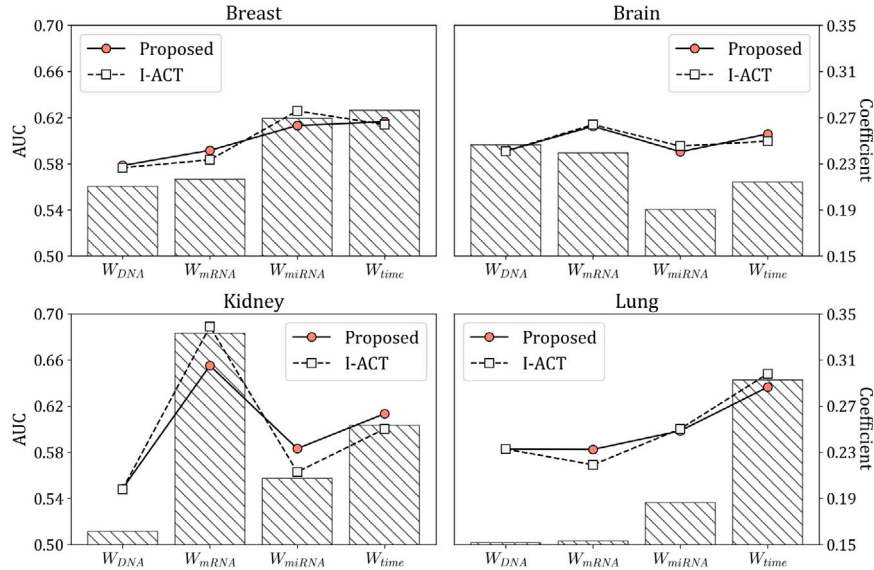 Breast
Brain
0.70
0.66
0.62
0.58
0.54
0.50
AUC
Proposed
I-ACT
W_DNA
W_mRNA
W_miRNA
W_time
Proposed
I-ACT
W_DNA
W_mRNA
W_miRNA
W_time
0.35
0.31
0.27
0.23
0.19
0.15
Coefficient
Kidney
Lung
0.70
0.66
0.62
0.58
0.54
0.50
AUC
Proposed
I-ACT
W_DNA
W_mRNA
W_miRNA
W_time
Proposed
I-ACT
W_DNA
W_mRNA
W_miRNA
W_time
0.35
0.31
0.27
0.23
0.19
0.15
Coefficient